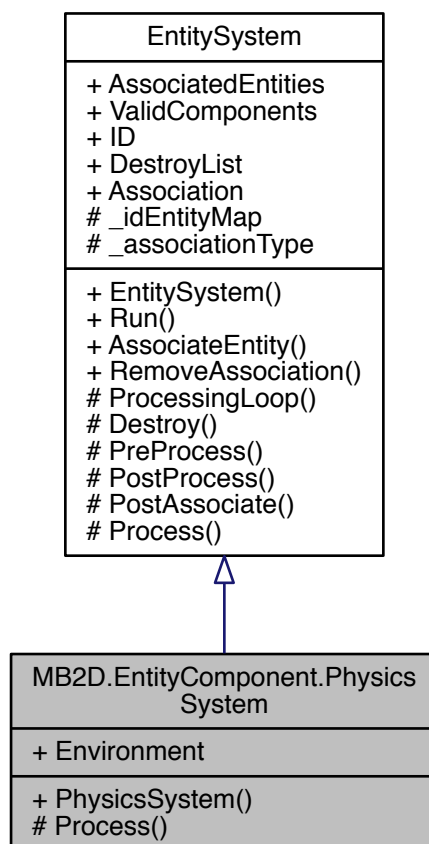 EntitySystem
+ AssociatedEntities
+ ValidComponents
+ ID
+ DestroyList
+ Association
# _idEntityMap
# _associationType
+ EntitySystem()
+ Run()
+ AssociateEntity()
+ RemoveAssociation()
# ProcessingLoop()
# Destroy()
# PreProcess()
# PostProcess()
# PostAssociate()
# Process()
MB2D.EntityComponent.Physics
System
+ Environment
+ PhysicsSystem()
# Process()